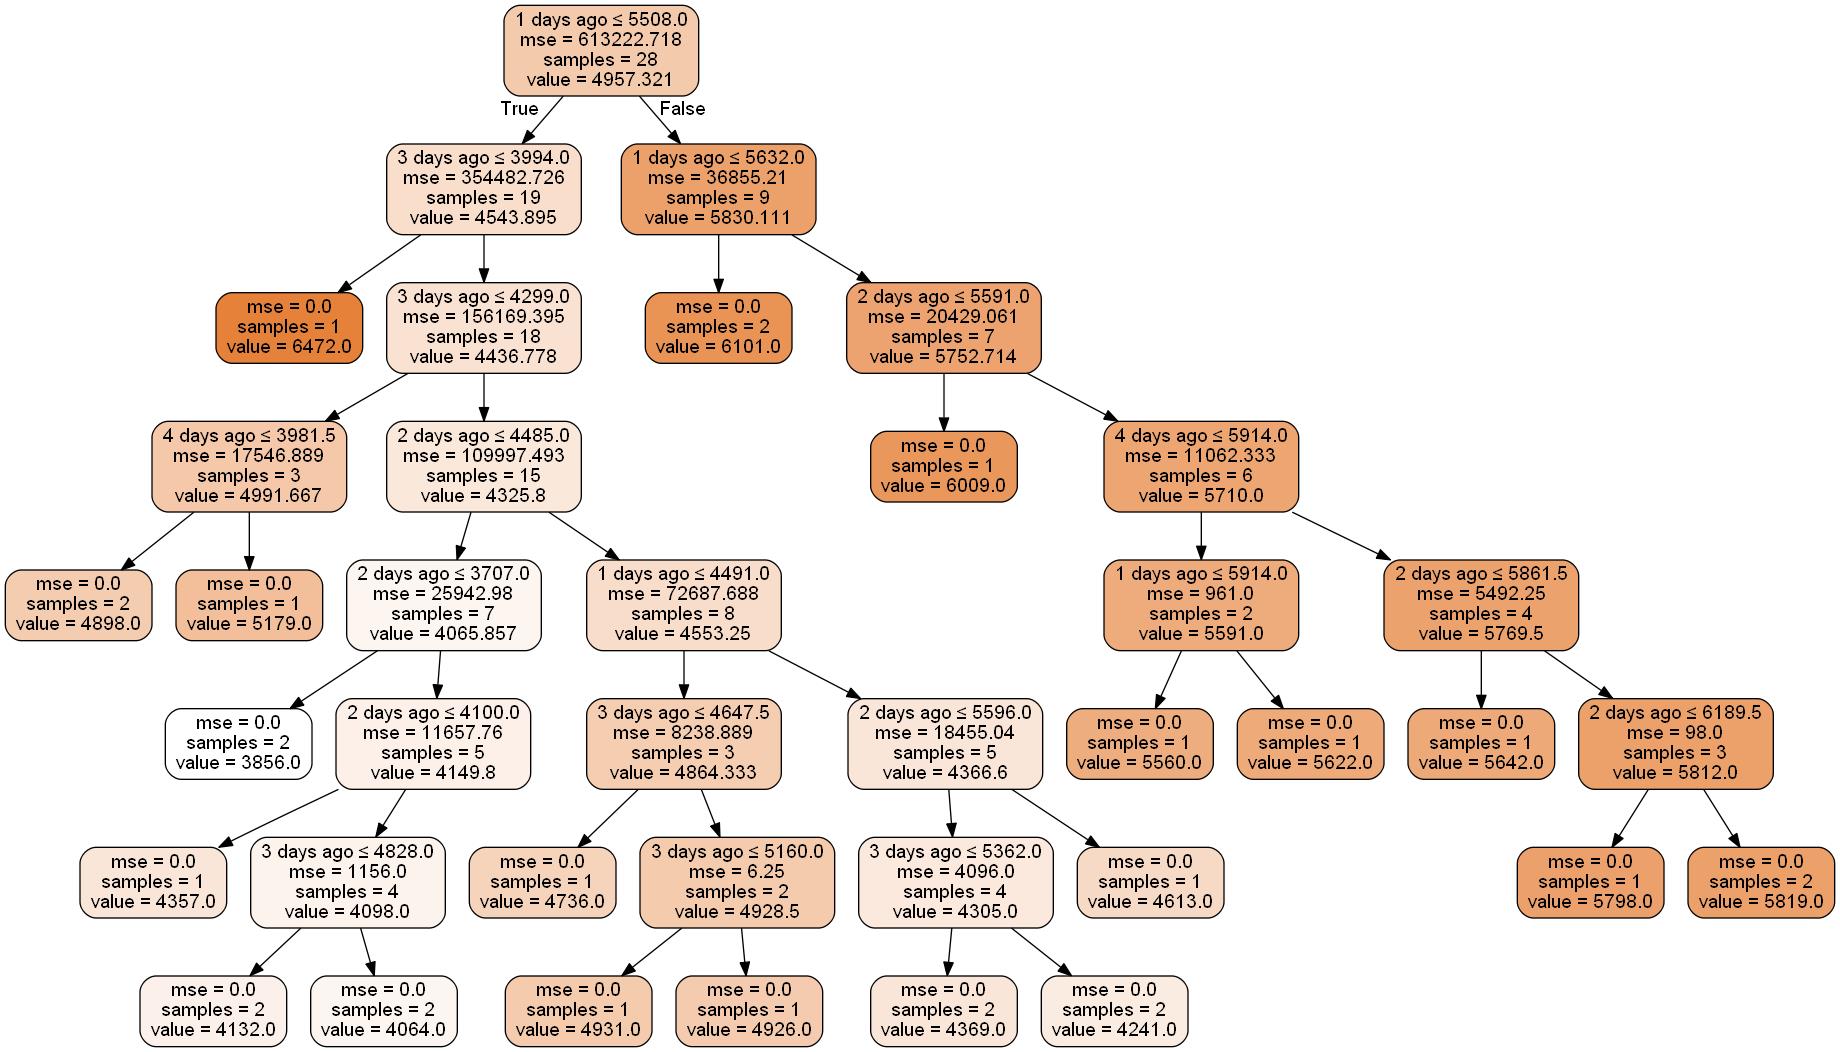 1 days ago ≤ 5508.0
mse = 613222.718
samples = 28
value = 4957.321
True
False
3 days ago ≤ 3994.0
mse = 354482.726
samples = 19
value = 4543.895
1 days ago ≤ 5632.0
mse = 36855.21
samples = 9
value = 5830.111
mse = 0.0
samples = 1
value = 6472.0
3 days ago ≤ 4299.0
mse = 156169.395
samples = 18
value = 4436.778
mse = 0.0
samples = 2
value = 6101.0
2 days ago ≤ 5591.0
mse = 20429.061
samples = 7
value = 5752.714
4 days ago ≤ 3981.5
mse = 17546.889
samples = 3
value = 4991.667
2 days ago ≤ 4485.0
mse = 109997.493
samples = 15
value = 4325.8
mse = 0.0
samples = 1
value = 6009.0
4 days ago ≤ 5914.0
mse = 11062.333
samples = 6
value = 5710.0
mse = 0.0
samples = 2
value = 4898.0
mse = 0.0
samples = 1
value = 5179.0
2 days ago ≤ 3707.0
mse = 25942.98
samples = 7
value = 4065.857
1 days ago ≤ 4491.0
mse = 72687.688
samples = 8
value = 4553.25
1 days ago ≤ 5914.0
mse = 961.0
samples = 2
value = 5591.0
2 days ago ≤ 5861.5
mse = 5492.25
samples = 4
value = 5769.5
mse = 0.0
samples = 2
value = 3856.0
2 days ago ≤ 4100.0
mse = 11657.76
samples = 5
value = 4149.8
3 days ago ≤ 4647.5
mse = 8238.889
samples = 3
value = 4864.333
2 days ago ≤ 5596.0
mse = 18455.04
samples = 5
value = 4366.6
mse = 0.0
samples = 1
value = 5560.0
mse = 0.0
samples = 1
value = 5622.0
mse = 0.0
samples = 1
value = 5642.0
2 days ago ≤ 6189.5
mse = 98.0
samples = 3
value = 5812.0
mse = 0.0
samples = 1
value = 4357.0
3 days ago ≤ 4828.0
mse = 1156.0
samples = 4
value = 4098.0
mse = 0.0
samples = 1
value = 4736.0
3 days ago ≤ 5160.0
mse = 6.25
samples = 2
value = 4928.5
3 days ago ≤ 5362.0
mse = 4096.0
samples = 4
value = 4305.0
mse = 0.0
samples = 1
value = 4613.0
mse = 0.0
samples = 1
value = 5798.0
mse = 0.0
samples = 2
value = 5819.0
mse = 0.0
samples = 2
value = 4132.0
mse = 0.0
samples = 2
value = 4064.0
mse = 0.0
samples = 1
value = 4931.0
mse = 0.0
samples = 1
value = 4926.0
mse = 0.0
samples = 2
value = 4369.0
mse = 0.0
samples = 2
value = 4241.0